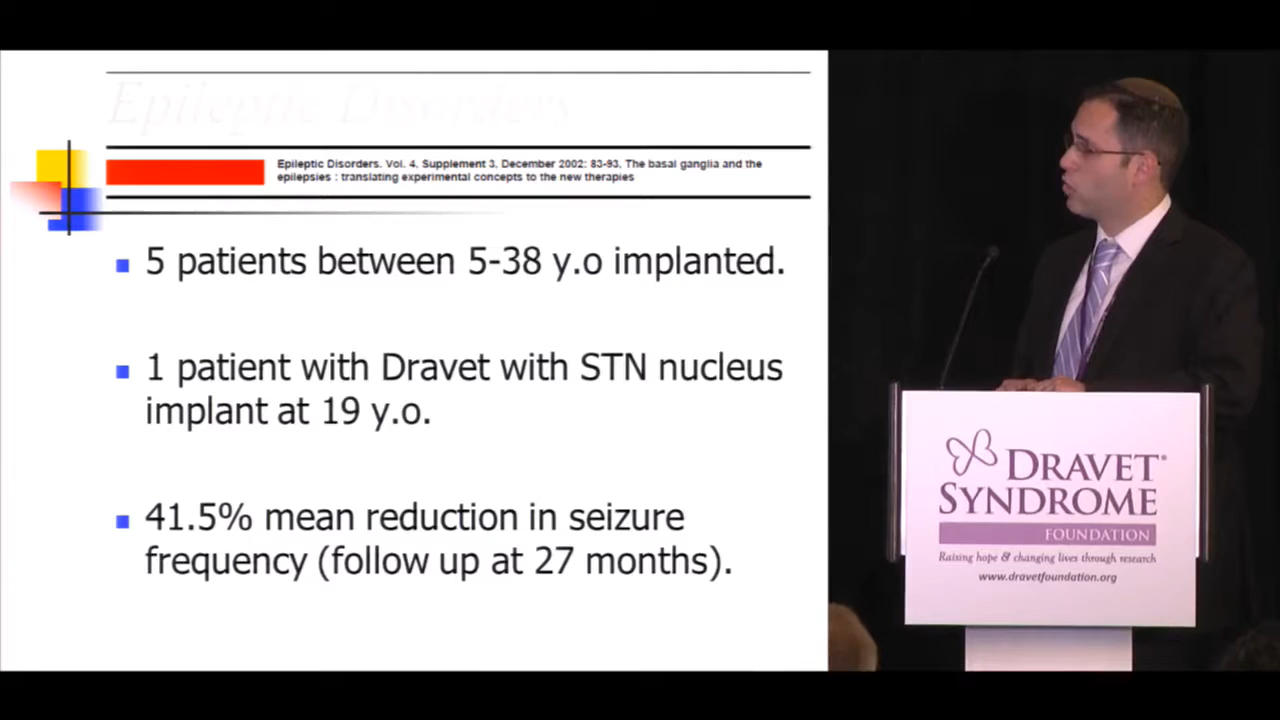 Epileptic Disorders
Epileptic Disorders. Vol. 4, Supplement 3, December 2002: 83-93, The basal ganglia and the
epilepsies : translating experimental concepts to the new therapies
5 patients between 5-38 y.o implanted.
1 patient with Dravet with STN nucleus
implant at 19 y.o.
41.5% mean reduction in seizure
frequency (follow up at 27 months).
DRAVET®
SYNDROME
FOUNDATION
Raising hope & changing lives through research
www.dravetfoundation.org